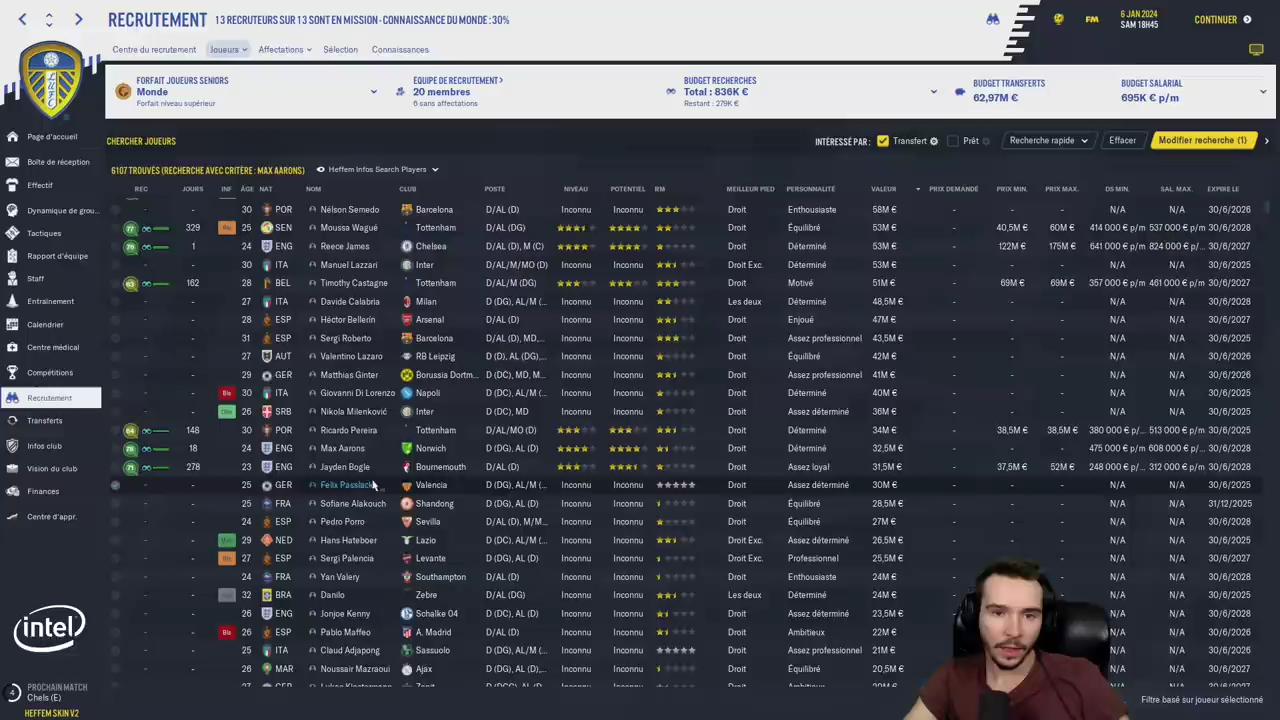 RECRUTEMENT 13 RECRUTEURS SUR 13 SONT EN MISSION - CONNAISSANCE DU MONDE : 30%
FM 6 JAN 2024 SAM 18H45 CONTINUER
Centre du recrutement Joueurs Affectations Sélection Connaissances
FORFAIT JOUEURS SENIORS ÉQUIPE DE RECRUTEMENT > BUDGET RECHERCHES BUDGET TRANSFERTS BUDGET SALARIAL
Monde 20 membres Total : 836K € 62,97M € 695K € p/m
Forfait niveau supérieur 6 sans affectations Restant : 279K €
CHERCHER JOUEURS INTÉRESSÉ PAR : Transfert Prêt Recherche rapide Effacer Modifier recherche (1)
6107 TROUVÉS (RECHERCHE AVEC CRITÈRE : MAX AARONS) Heffem Infos Search Players
REC JOURS INF ÂGE NAT NOM CLUB POSTE NIVEAU POTENTIEL RM MEILLEUR PIED PERSONNALITÉ VALEUR PRIX DEMANDÉ PRIX MIN. PRIX MAX. DS MIN. SAL. MAX. EXPIRE LE
- - 30 POR Nélson Semedo Barcelona D/AL (D) Inconnu Inconnu Droit Enthousiaste 58M € - - - N/A N/A 30/6/2026
77 329 Ble 25 SEN Moussa Wagué Tottenham D/AL (DG) Droit Équilibré 53M € - 40,5M € 60M € 414 000 € p/m 537 000 € p/m 30/6/2028
1 24 ENG Reece James Chelsea D/AL (D), M (C) Droit Déterminé 53M € - 122M € 175M € 641 000 € p/m 824 000 € p/... 30/6/2027
- - 30 ITA Manuel Lazzari Inter D/AL/M/MO (D) Inconnu Inconnu Droit Exc. Déterminé 53M € - - - N/A N/A 30/6/2025
63 162 28 BEL Timothy Castagne Tottenham D/AL/M (DG) Droit Motivé 51M € - 69M € 69M € 357 000 € p/m 461 000 € p/m 30/6/2027
- - 27 ITA Davide Calabria Milan D (DG), AL/M (... Inconnu Inconnu Les deux Déterminé 48,5M € - - - N/A N/A 30/6/2028
- - 28 ESP Héctor Bellerín Arsenal D/AL (D) Inconnu Inconnu Droit Enjoué 47M € - - - N/A N/A 30/6/2027
- - 31 ESP Sergi Roberto Barcelona D/AL (D), MD,... Inconnu Inconnu Droit Assez professionnel 43,5M € - - - N/A N/A 30/6/2025
- - 27 AUT Valentino Lazaro RB Leipzig D (DG), AL (DG),... Inconnu Inconnu Droit Équilibré 42M € - - - N/A N/A 30/6/2026
- - 29 GER Matthias Ginter Borussia Dortm... D (DC), MD, M... Inconnu Inconnu Droit Assez professionnel 41M € - - - N/A N/A 30/6/2026
- - Ble 30 ITA Giovanni Di Lorenzo Napoli D (DC), AL/M (... Inconnu Inconnu Droit Assez déterminé 40M € - - - N/A N/A 30/6/2025
- - 26 SRB Nikola Milenković Inter D (DC), MD Inconnu Inconnu Droit Assez déterminé 36M € - - - N/A N/A 30/6/2025
64 148 30 POR Ricardo Pereira Tottenham D/AL/MO (D) Droit Déterminé 34M € - 38,5M € 38,5M € 380 000 € p/... 513 000 € p/m 30/6/2025
78 18 24 ENG Max Aarons Norwich D (DG), AL (D) Droit Déterminé 32,5M € - - - 475 000 € p/m 608 000 € p/m 30/6/2025
71 278 23 ENG Jayden Bogle Bournemouth D/AL (D) Droit Assez loyal 31,5M € - 37,5M € 52M € 248 000 € p/m 312 000 € p/m 30/6/2027
- 25 GER Felix Passlack Valencia D (DG), AL/M (... Inconnu Inconnu Droit Assez déterminé 30M € - - - N/A N/A 30/6/2025
- - 25 FRA Sofiane Alakouch Shandong D (DG), AL (D) Inconnu Inconnu Droit Équilibré 28,5M € - - - N/A N/A 31/12/2025
- - 24 ESP Pedro Porro Sevilla D/AL (D), M/M... Inconnu Inconnu Droit Équilibré 27M € - - - N/A N/A 30/6/2028
- - 29 NED Hans Hateboer Lazio D (DC), AL/M (... Inconnu Inconnu Droit Exc. Assez déterminé 26,5M € - - - N/A N/A 30/6/2025
- - Ble 27 ESP Sergi Palencia Levante D (DG), AL (D) Inconnu Inconnu Droit Exc. Professionnel 25,5M € - - - N/A N/A 30/6/2027
- - 24 FRA Yan Valery Southampton D/AL (D) Inconnu Inconnu Droit Enthousiaste 24M € - N/A N/A 30/6/2028
- - 32 BRA Danilo Zebre D/AL (DG) Inconnu Inconnu Les deux Déterminé 24M € - N/A N/A 30/6/2025
- - 26 ENG Jonjoe Kenny Schalke 04 D (DC), AL (D) Inconnu Inconnu Droit Assez déterminé 23,5M € - N/A N/A 30/6/2028
- - Ble 26 ESP Pablo Maffeo A. Madrid D/AL (D) Inconnu Inconnu Droit Ambitieux 22M € - N/A N/A 30/6/2025
- - 25 ITA Claud Adjapong Sassuolo D (DG), AL/M (... Inconnu Inconnu Droit Assez professionnel 21M € - N/A N/A 30/6/2026
- - 26 MAR Noussair Mazraoui Ajax D (DG), AL (D)... Inconnu Inconnu Droit Équilibré 20,5M € - N/A N/A 30/6/2027
Filtre basé sur joueur sélectionné
Page d'accueil
Boîte de réception
Effectif
Dynamique de grou...
Tactiques
Rapport d'équipe
Staff
Entraînement
Calendrier
Centre médical
Compétitions
Recrutement
Transferts
Infos club
Vision du club
Finances
Centre d'appr.
intel
PROCHAIN MATCH
Chels (E)
HEFFEM SKIN V2